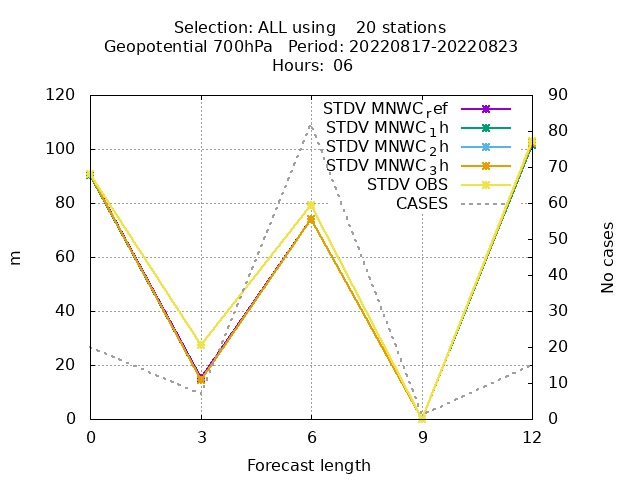 Selection: ALL using 20 stations
Geopotential 700hPa Period: 20220817-20220823
Hours: 06
STDV MNWC_ref
STDV MNWC_1h
STDV MNWC_2h
STDV MNWC_3h
STDV OBS
CASES
120
100
80
60
40
20
0
m
90
80
70
60
50
40
30
20
10
0
No cases
0 3 6 9 12
Forecast length